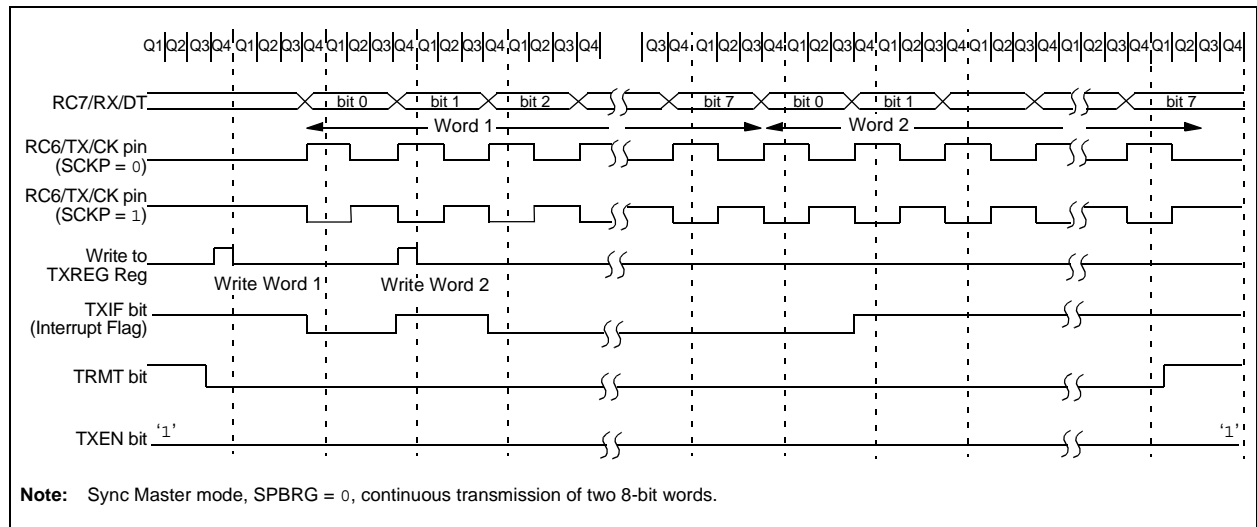 Q1 Q2 Q3 Q4 Q1 Q2 Q3 Q4 Q1 Q2 Q3 Q4 Q1 Q2 Q3 Q4 Q1 Q2 Q3 Q4 Q3 Q4 Q1 Q2 Q3 Q4 Q1 Q2 Q3 Q4 Q1 Q2 Q3 Q4 Q1 Q2 Q3 Q4 Q1 Q2 Q3 Q4 Q1 Q2 Q3 Q4
RC7/RX/DT bit 0 bit 1 bit 2 bit 7 bit 0 bit 1 bit 7
Word 1 Word 2
RC6/TX/CK pin
(SCKP = 0)
RC6/TX/CK pin
(SCKP = 1)
Write to
TXREG Reg
Write Word 1 Write Word 2
TXIF bit
(Interrupt Flag)
TRMT bit
TXEN bit '1' '1'
Note: Sync Master mode, SPBRG = 0, continuous transmission of two 8-bit words.